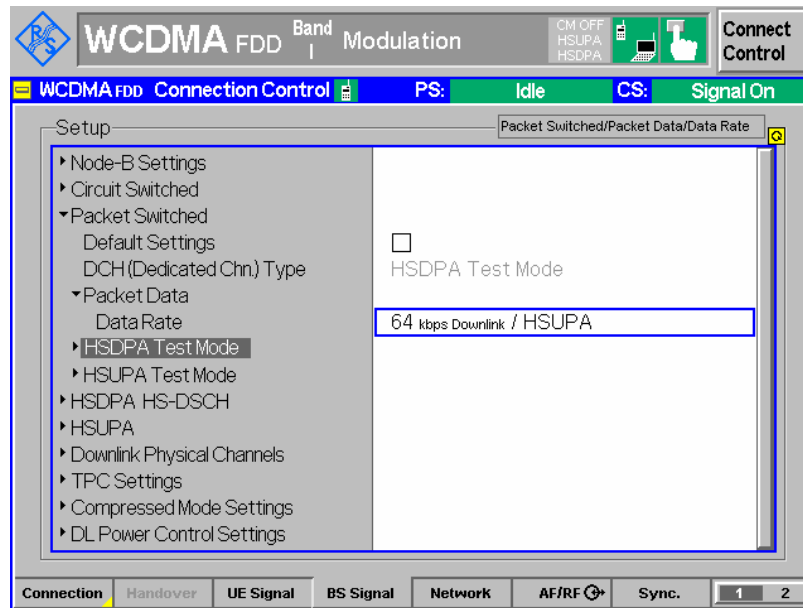 R S
WCDMA FDD Band I Modulation
CM OFF
HSUPA
HSDPA
Connect Control
WCDMA FDD Connection Control PS: Idle CS: Signal On
Setup Packet Switched/Packet Data/Data Rate
Node-B Settings
Circuit Switched
Packet Switched
Default Settings
DCH (Dedicated Chn.) Type HSDPA Test Mode
Packet Data
Data Rate 64 kbps Downlink / HSUPA
HSDPA Test Mode
HSUPA Test Mode
HSDPA HS-DSCH
HSUPA
Downlink Physical Channels
TPC Settings
Compressed Mode Settings
DL Power Control Settings
Connection Handover UE Signal BS Signal Network AF/RF Sync. 1 2